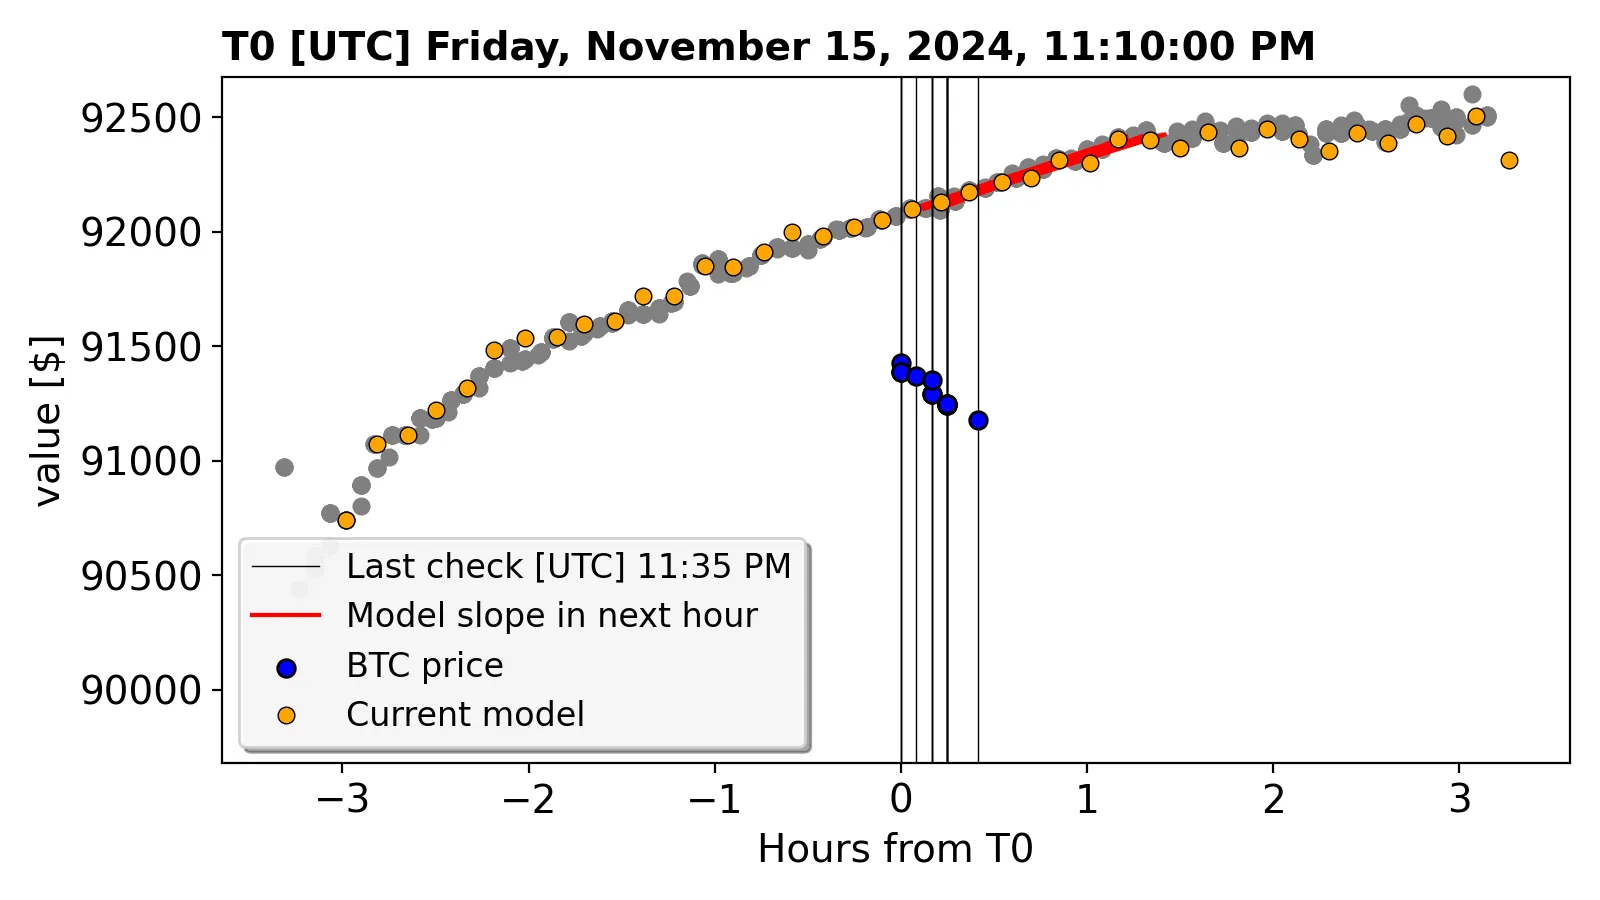 T0 [UTC] Friday, November 15, 2024, 11:10:00 PM
value [$]
92500
92000
91500
91000
90500
90000
Last check [UTC] 11:35 PM
Model slope in next hour
BTC price
Current model
−3 −2 −1 0 1 2 3
Hours from T0